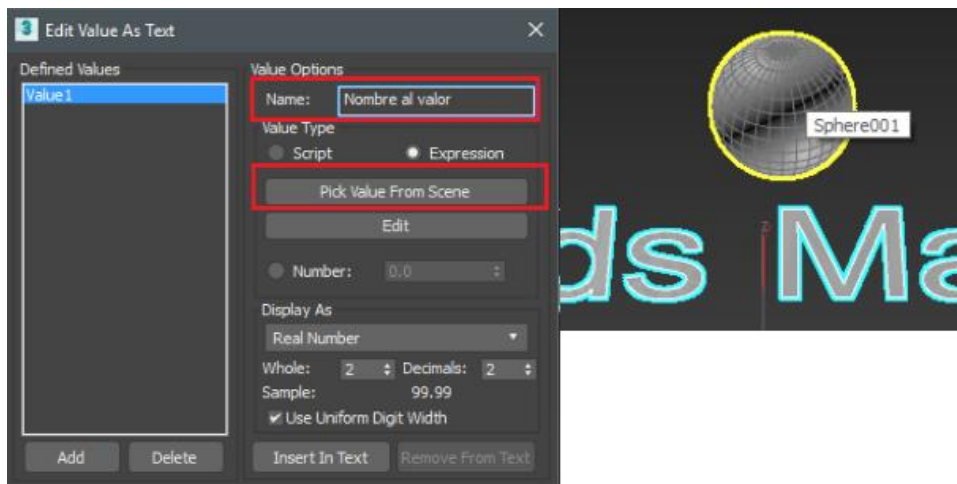 3 Edit Value As Text
Defined Values
Value1
Add Delete
Value Options
Name: Nombre al valor
Value Type
Script Expression
Pick Value From Scene
Edit
Number: 0.0
Display As
Real Number
Whole: 2 Decimals: 2
Sample: 99.99
Use Uniform Digit Width
Insert In Text Remove From Text
Sphere001
ds Ma